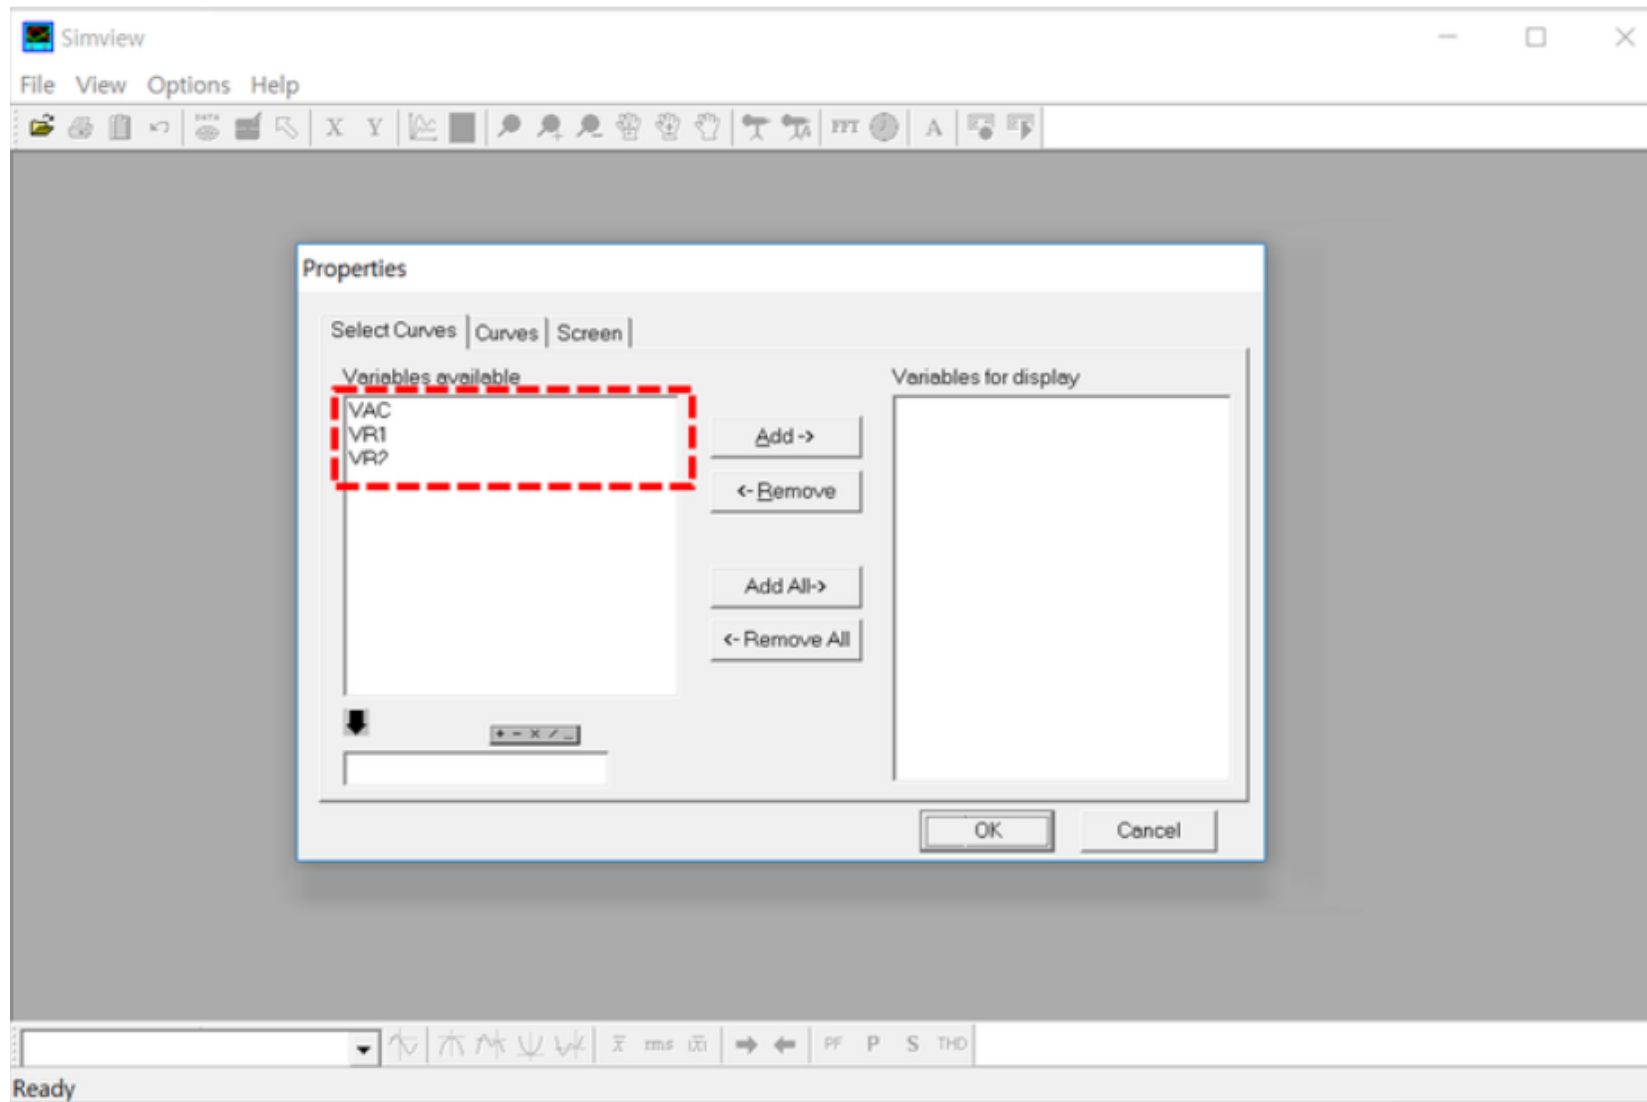 Simview
File View Options Help
DATA X Y FFT A
Properties
Select Curves Curves Screen
Variables available
Variables for display
VAC
VR1
VR2
Add ->
<- Remove
Add All->
<- Remove All
+ - × / ...
OK Cancel
x̄ rms |x̄| PF P S THD
Ready